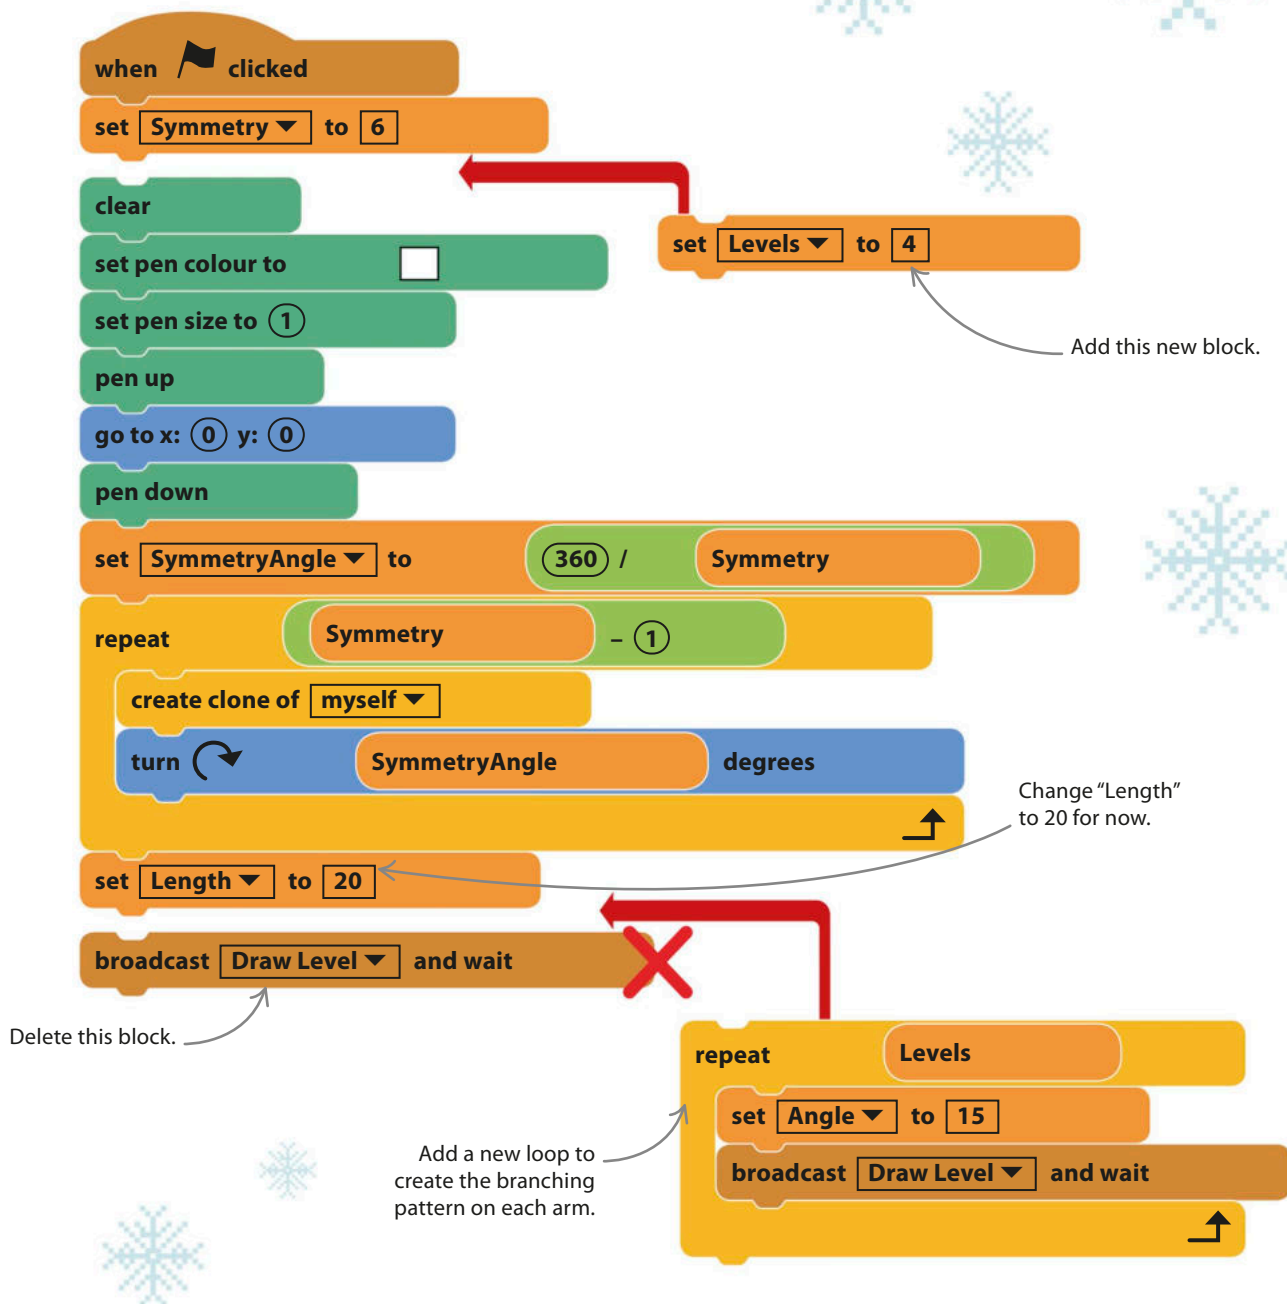 when clicked
set Symmetry to 6
clear
set Levels to 4
set pen colour to
set pen size to 1
Add this new block.
pen up
go to x: 0 y: 0
pen down
set SymmetryAngle to 360 / Symmetry
repeat Symmetry – 1
create clone of myself
turn SymmetryAngle degrees
Change “Length”
to 20 for now.
set Length to 20
broadcast Draw Level and wait
Delete this block.
repeat Levels
set Angle to 15
broadcast Draw Level and wait
Add a new loop to
create the branching
pattern on each arm.